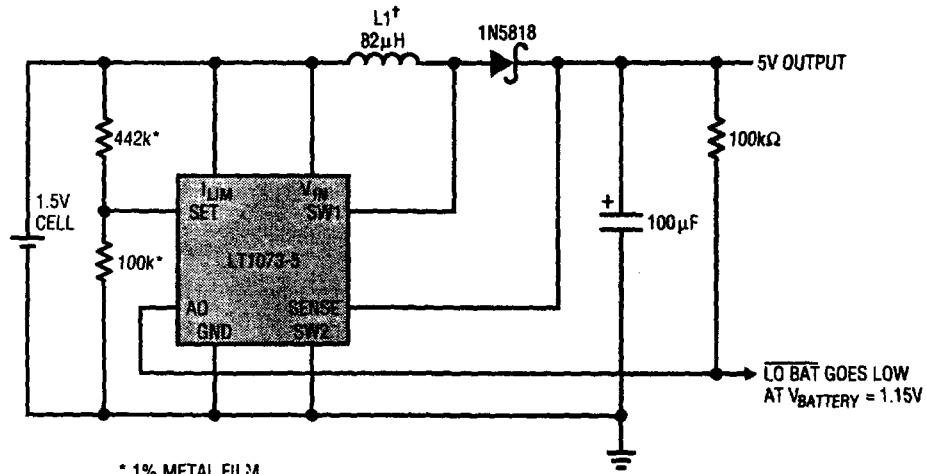 L1†
82µH
1N5818
5V OUTPUT
442k*
100kΩ
1.5V
CELL
ILIM
VIN
SET
SW1
+
100µF
100k*
LT1073-5
AO
SENSE
GND
SW2
LO BAT GOES LOW
AT VBATTERY = 1.15V
* 1% METAL FILM